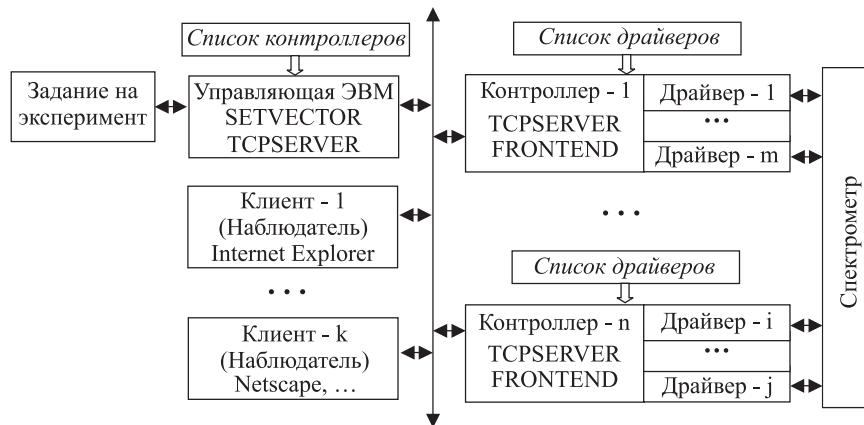 Список контроллеров
Список драйверов
Задание на
эксперимент
Управляющая ЭВМ
SETVECTOR
TCPSERVER
Контроллер - 1
TCPSERVER
FRONTEND
Драйвер - 1
...
Драйвер - m
Клиент - 1
(Наблюдатель)
Internet Explorer
...
...
Список драйверов
Клиент - k
(Наблюдатель)
Netscape, ...
Контроллер - n
TCPSERVER
FRONTEND
Драйвер - i
...
Драйвер - j
Спектрометр